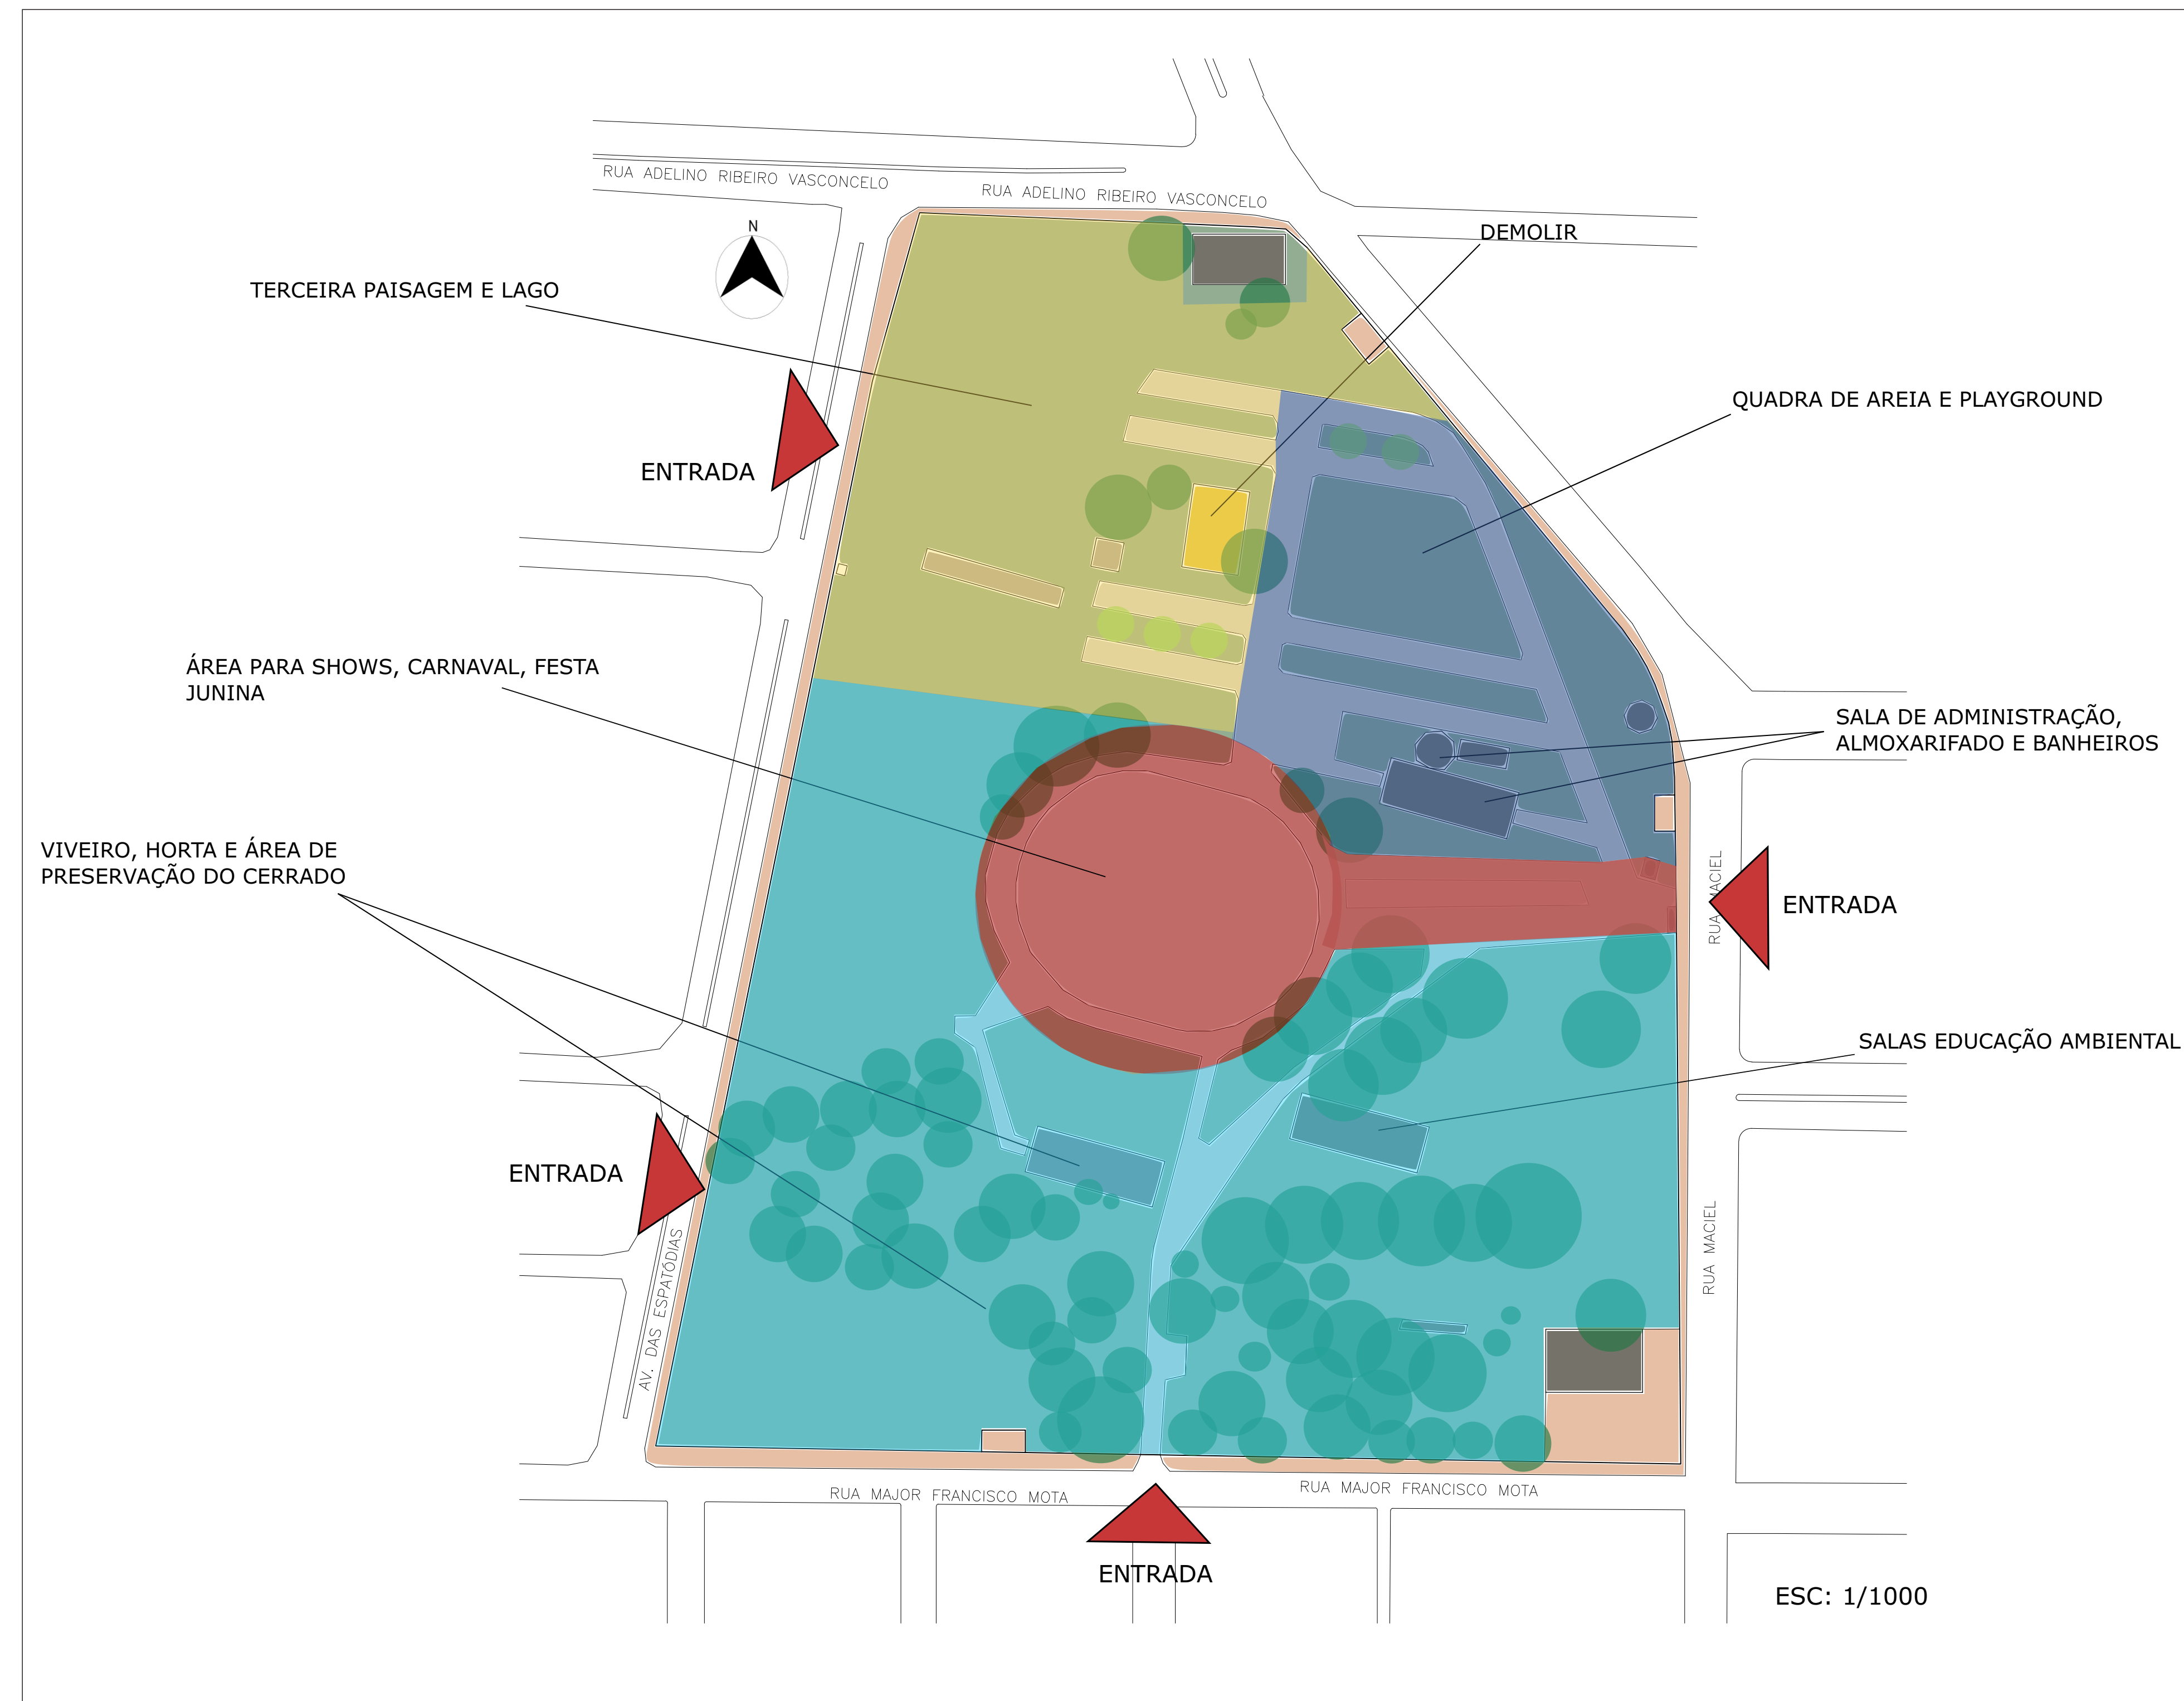 RUA ADELINO RIBEIRO VASCONCELO
RUA ADELINO RIBEIRO VASCONCELO
N
DEMOLIR
TERCEIRA PAISAGEM E LAGO
QUADRA DE AREIA E PLAYGROUND
ENTRADA
ÁREA PARA SHOWS, CARNAVAL, FESTA
JUNINA
SALA DE ADMINISTRAÇÃO,
ALMOXARIFADO E BANHEIROS
VIVEIRO, HORTA E ÁREA DE
PRESERVAÇÃO DO CERRADO
RUA MACIEL
ENTRADA
SALAS EDUCAÇÃO AMBIENTAL
ENTRADA
AV. DAS ESPATÓDIAS
RUA MACIEL
RUA MAJOR FRANCISCO MOTA
RUA MAJOR FRANCISCO MOTA
ENTRADA
ESC: 1/1000